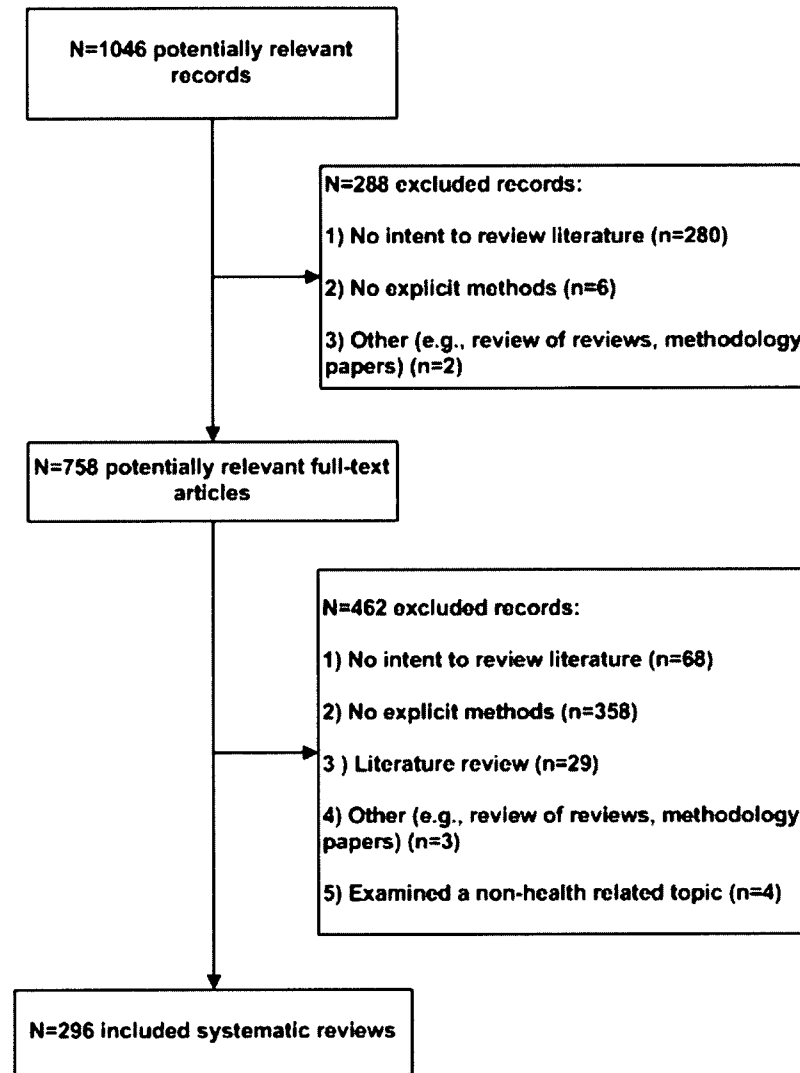 N=1046 potentially relevant
records
N=288 excluded records:
1) No intent to review literature (n=280)
2) No explicit methods (n=6)
3) Other (e.g., review of reviews, methodology
papers) (n=2)
N=758 potentially relevant full-text
articles
N=462 excluded records:
1) No intent to review literature (n=68)
2) No explicit methods (n=358)
3 ) Literature review (n=29)
4) Other (e.g., review of reviews, methodology
papers) (n=3)
5) Examined a non-health related topic (n=4)
N=296 included systematic reviews